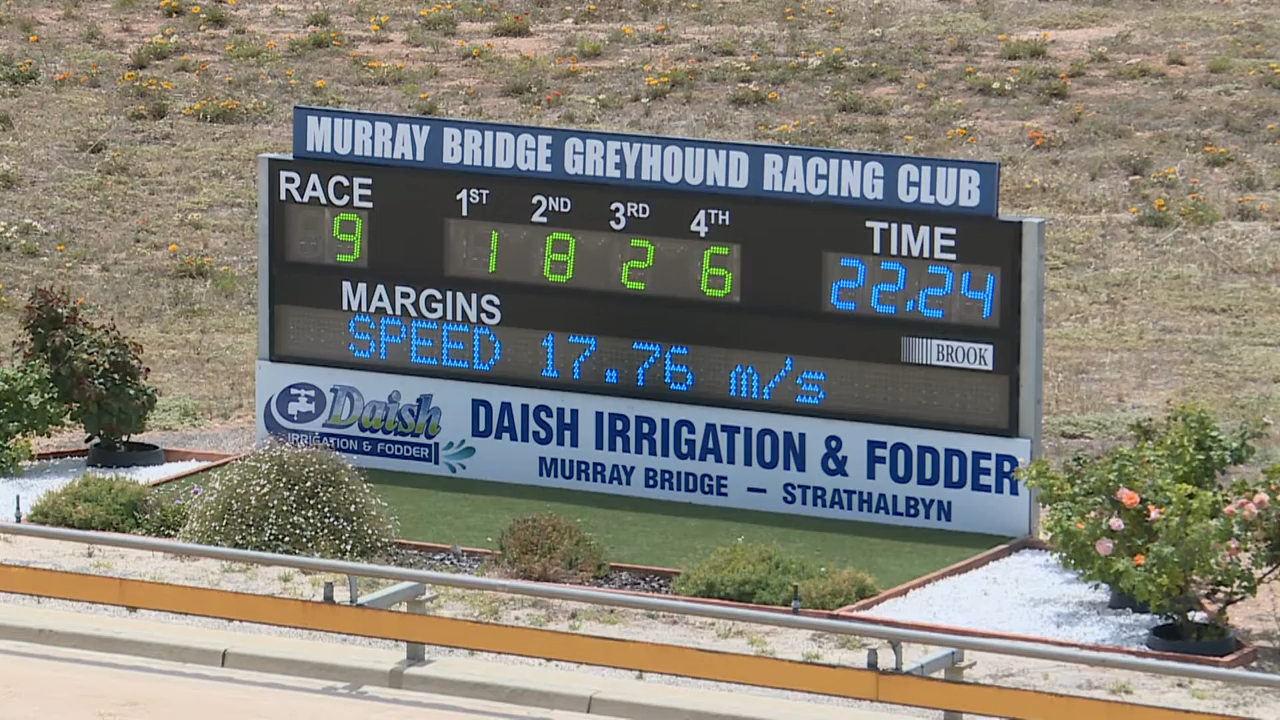 MURRAY BRIDGE GREYHOUND RACING CLUB
RACE 1ST 2ND 3RD 4TH TIME
9 1 8 2 6 22.24
MARGINS
SPEED 17.76 m/s
BROOK
Daish
IRRIGATION & FODDER
DAISH IRRIGATION & FODDER
MURRAY BRIDGE – STRATHALBYN